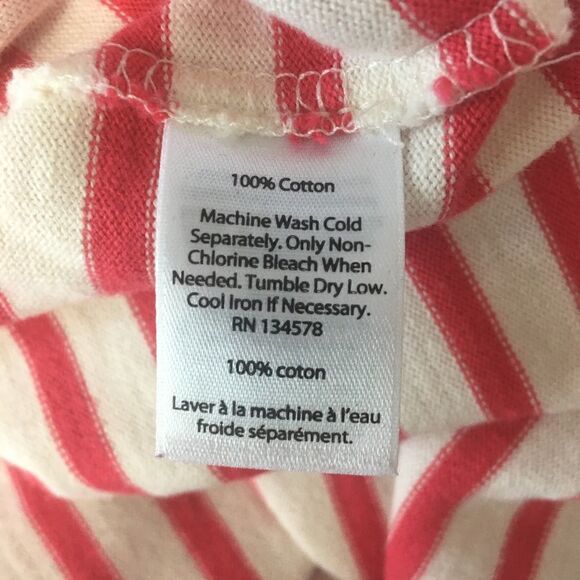 100% Cotton
Machine Wash Cold
Separately. Only Non-
Chlorine Bleach When
Needed. Tumble Dry Low.
Cool Iron If Necessary.
RN 134578
100% coton
Laver à la machine à l'eau
froide séparément.